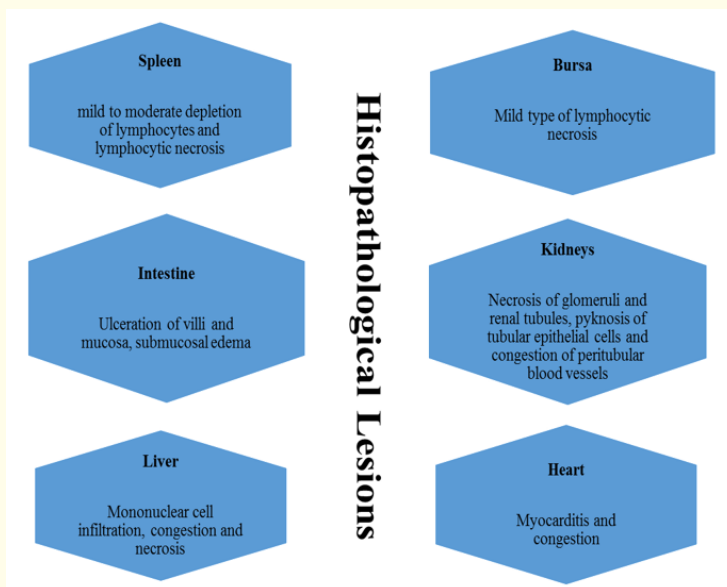 Spleen
mild to moderate depletion
of lymphocytes and
lymphocytic necrosis
Bursa
Mild type of lymphocytic
necrosis
Histopathological Lesions
Intestine
Ulceration of villi and
mucosa, submucosal edema
Kidneys
Necrosis of glomeruli and
renal tubules, pyknosis of
tubular epithelial cells and
congestion of peritubular
blood vessels
Liver
Mononuclear cell
infiltration, congestion and
necrosis
Heart
Myocarditis and
congestion